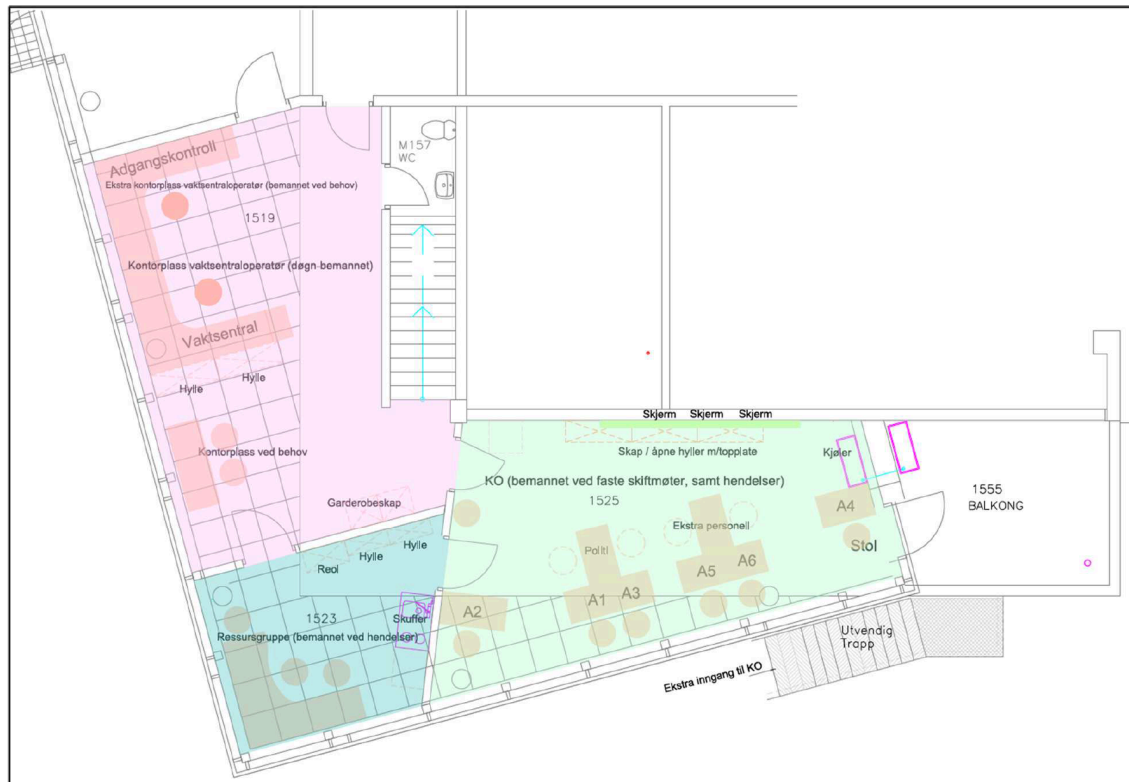 M157
WC
Adgangskontroll
Ekstra kontorplass vaktsentraloperatør (bemannet ved behov)
1519
Kontorplass vaktsentraloperatør (døgn bemannet)
Vaktsentral
Hylle
Hylle
Kontorplass ved behov
Garderobeskap
Skjerm Skjerm Skjerm
Skap / åpne hyller m/topplate
Kjøler
KO (bemannet ved faste skiftmøter, samt hendelser)
1525
1555
BALKONG
A4
Ekstra personell
Stol
Politi
A5
A6
A1
A3
A2
Hylle
Hylle
Reol
1523
Skuffer
Ressursgruppe (bemannet ved hendelser)
Utvendig
Trapp
Ekstra inngang til KO